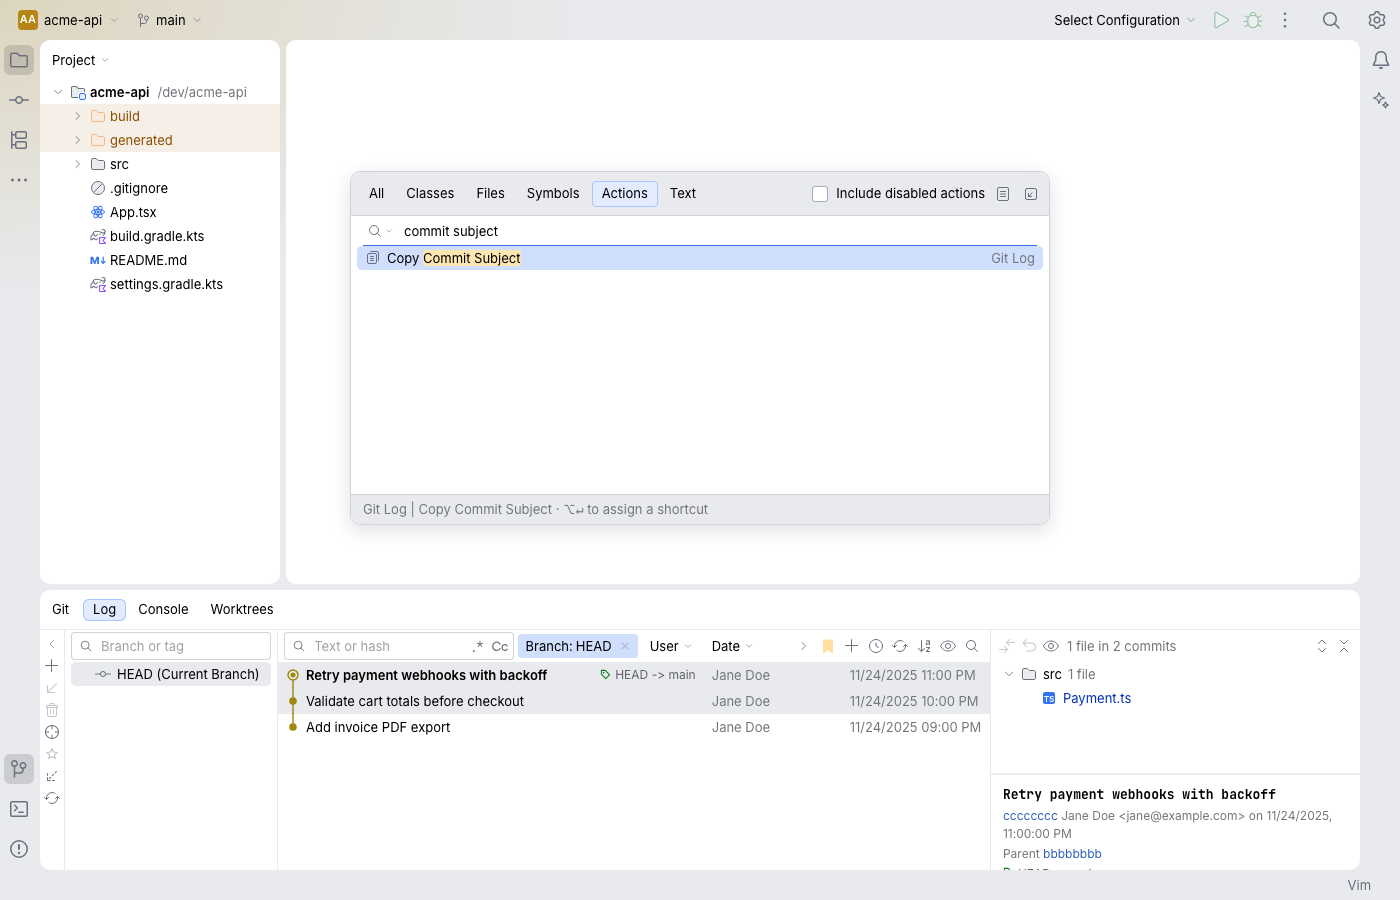 AA acme-api main Select Configuration
Project
acme-api /dev/acme-api
build
generated
src
.gitignore
App.tsx
build.gradle.kts
M↓ README.md
settings.gradle.kts
All Classes Files Symbols Actions Text Include disabled actions
commit subject
Copy Commit Subject Git Log
Git Log | Copy Commit Subject · ⌥↵ to assign a shortcut
Git Log Console Worktrees
Branch or tag
HEAD (Current Branch)
Text or hash .* Cc Branch: HEAD User Date
Retry payment webhooks with backoff HEAD -> main Jane Doe 11/24/2025 11:00 PM
Validate cart totals before checkout Jane Doe 11/24/2025 10:00 PM
Add invoice PDF export Jane Doe 11/24/2025 09:00 PM
1 file in 2 commits
src 1 file
TS Payment.ts
Retry payment webhooks with backoff
cccccccc Jane Doe <jane@example.com> on 11/24/2025,
11:00:00 PM
Parent bbbbbbbb
Vim